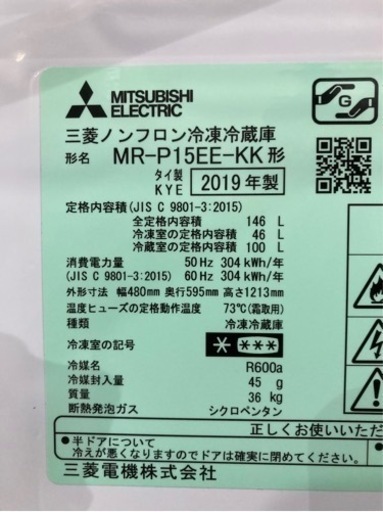 MITSUBISHI
ELECTRIC
G
三菱ノンフロン冷凍冷蔵庫
形名 MR-P15EE-KK形
タイ製
KYE 2019年製
定格内容積(JIS C 9801-3:2015)
全定格内容積 146 L
冷凍室の定格内容積 46 L
冷蔵室の定格内容積 100 L
消費電力量 50Hz 304 kWh/年
(JIS C 9801-3:2015) 60Hz 304 kWh/年
外形寸法 幅480mm 奥行595mm 高さ1213mm
温度ヒューズの定格動作温度 73℃(霜取用)
種類 冷凍冷蔵庫
冷凍室の記号 * ***
冷媒名 R600a
冷媒封入量 45 g
質量 36 kg
断熱発泡ガス シクロペンタン
正しくお使いいただ
●半ドアについて
冷えが悪くなりますのでドアは確実に閉めてください。
三菱電機株式会社